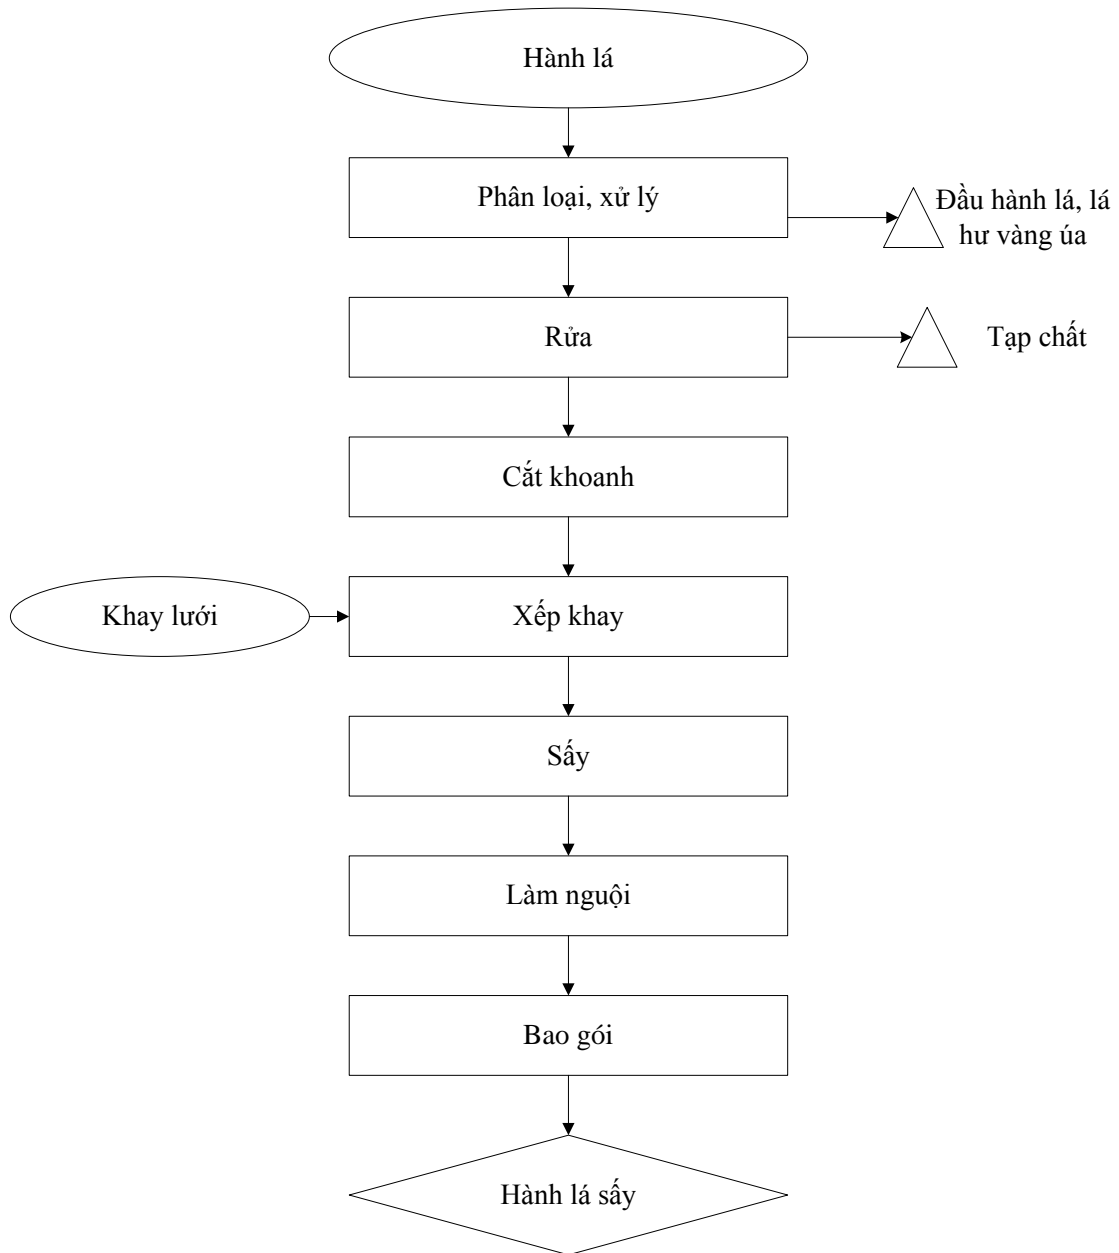 Hành lá
Phân loại, xử lý
Đầu hành lá, lá
hư vàng úa
Rửa
Tạp chất
Cắt khoanh
Khay lưới
Xếp khay
Sấy
Làm nguội
Bao gói
Hành lá sấy